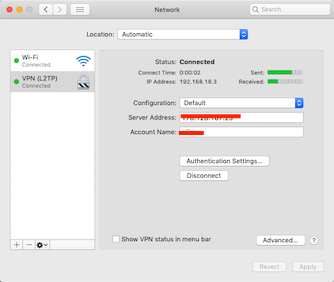 Network
Search
Location: Automatic
Wi-Fi
Connected
VPN (L2TP)
Connected
Status: Connected
Connect Time: 0:00:02 Sent:
IP Address: 192.168.18.3 Received:
Configuration: Default
Server Address:
Account Name:
Authentication Settings...
Disconnect
Show VPN status in menu bar
Advanced... ?
Revert Apply